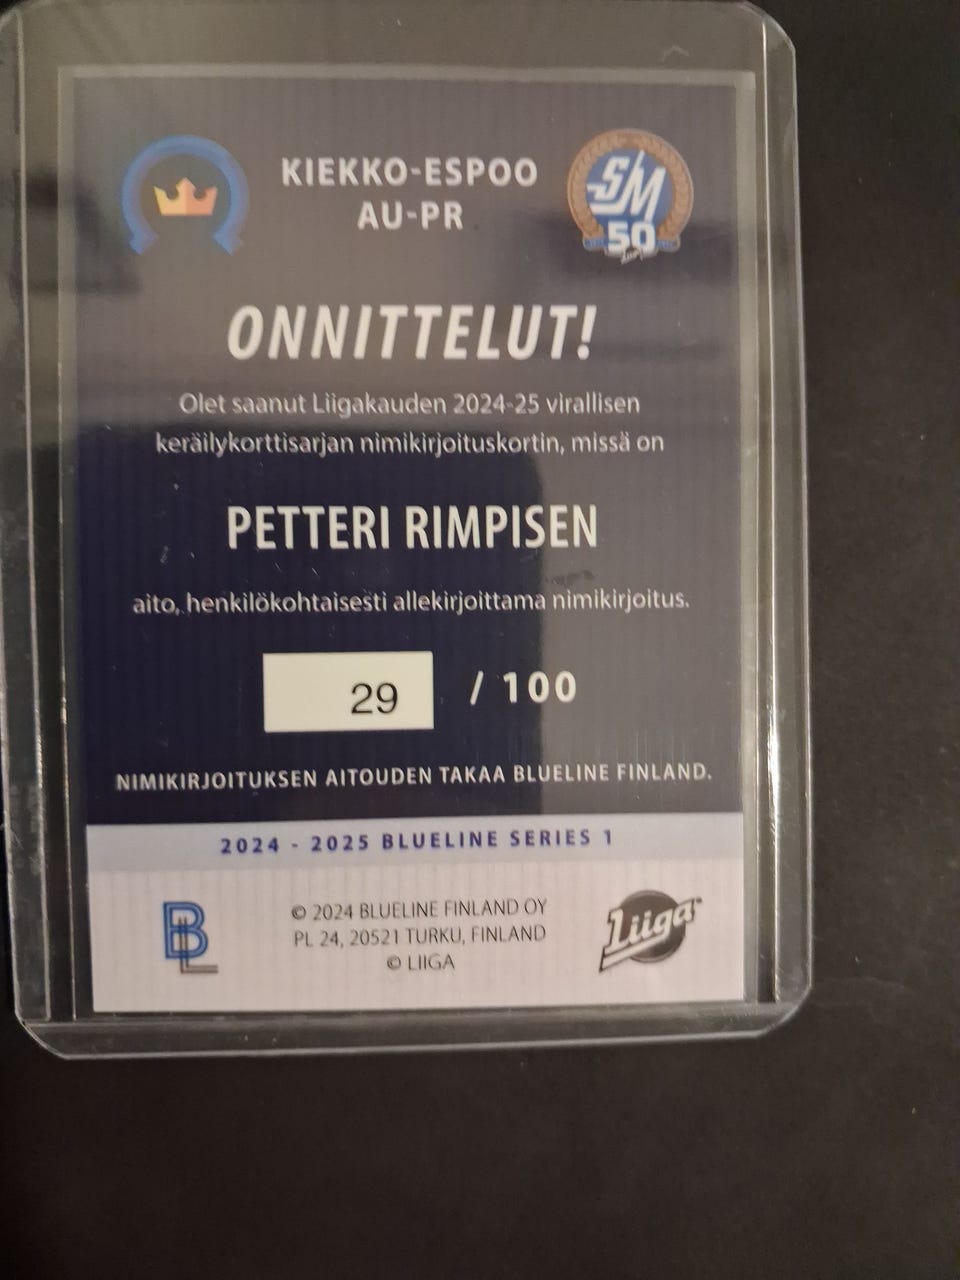 KIEKKO-ESPOO
AU-PR
SM
50
ONNITTELUT!
Olet saanut Liigakauden 2024-25 virallisen
keräilykorttisarjan nimikirjoituskortin, missä on
PETTERI RIMPISEN
aito, henkilökohtaisesti allekirjoittama nimikirjoitus.
29 / 100
NIMIKIRJOITUKSEN AITOUDEN TAKAA BLUELINE FINLAND.
2024 - 2025 BLUELINE SERIES 1
BL
© 2024 BLUELINE FINLAND OY
PL 24, 20521 TURKU, FINLAND
© LIIGA
Liiga